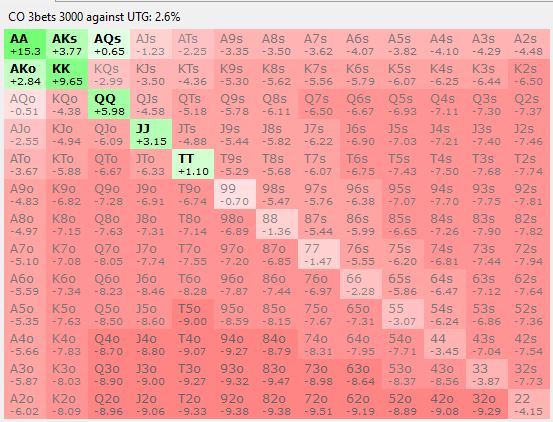 CO 3bets 3000 against UTG: 2.6%
AA AKs AQs AJs ATs A9s A8s A7s A6s A5s A4s A3s A2s
+15.3 +3.77 +0.65 -1.23 -2.25 -3.35 -3.50 -3.62 -4.07 -3.82 -4.10 -4.29 -4.48
AKo KK KQs KJs KTs K9s K8s K7s K6s K5s K4s K3s K2s
+2.84 +9.65 -2.99 -3.50 -4.36 -5.30 -5.62 -5.56 -5.79 -6.07 -6.25 -6.44 -6.50
AQo KQo QQ QJs QTs Q9s Q8s Q7s Q6s Q5s Q4s Q3s Q2s
-0.51 -4.38 +5.98 -4.58 -5.18 -5.78 -6.11 -6.50 -6.67 -6.93 -7.11 -7.30 -7.37
AJo KJo QJo JJ JTs J9s J8s J7s J6s J5s J4s J3s J2s
-2.55 -4.94 -6.09 +3.15 -4.88 -5.44 -5.82 -6.22 -6.90 -7.03 -7.21 -7.40 -7.46
ATo KTo QTo JTo TT T9s T8s T7s T6s T5s T4s T3s T2s
-3.67 -5.88 -6.67 -6.33 +1.10 -5.29 -5.68 -6.07 -6.75 -7.43 -7.50 -7.68 -7.74
A9o K9o Q9o J9o T9o 99 98s 97s 96s 95s 94s 93s 92s
-4.83 -6.82 -7.28 -6.91 -6.74 -0.70 -5.47 -5.76 -6.38 -7.07 -7.70 -7.75 -7.81
A8o K8o Q8o J8o T8o 98o 88 87s 86s 85s 84s 83s 82s
-4.97 -7.15 -7.63 -7.31 -7.14 -6.89 -1.36 -5.44 -5.99 -6.65 -7.26 -7.90 -7.82
A7o K7o Q7o J7o T7o 97o 87o 77 76s 75s 74s 73s 72s
-5.10 -7.08 -8.05 -7.74 -7.55 -7.20 -6.85 -1.47 -5.55 -6.20 -6.81 -7.44 -7.94
A6o K6o Q6o J6o T6o 96o 86o 76o 66 65s 64s 63s 62s
-5.59 -7.34 -8.23 -8.46 -8.28 -7.87 -7.44 -6.97 -2.28 -5.86 -6.47 -7.12 -7.64
A5o K5o Q5o J5o T5o 95o 85o 75o 65o 55 54s 53s 52s
-5.35 -7.63 -8.50 -8.60 -9.00 -8.59 -8.15 -7.67 -7.31 -3.07 -6.24 -6.86 -7.36
A4o K4o Q4o J4o T4o 94o 84o 74o 64o 54o 44 43s 42s
-5.66 -7.83 -8.70 -8.80 -9.07 -9.27 -8.79 -8.31 -7.95 -7.71 -3.45 -7.04 -7.54
A3o K3o Q3o J3o T3o 93o 83o 73o 63o 53o 43o 33 32s
-5.87 -8.03 -8.90 -9.00 -9.27 -9.32 -9.47 -8.98 -8.64 -8.37 -8.56 -3.87 -7.73
A2o K2o Q2o J2o T2o 92o 82o 72o 62o 52o 42o 32o 22
-6.02 -8.09 -8.96 -9.06 -9.33 -9.38 -9.38 -9.51 -9.19 -8.89 -9.08 -9.29 -4.15